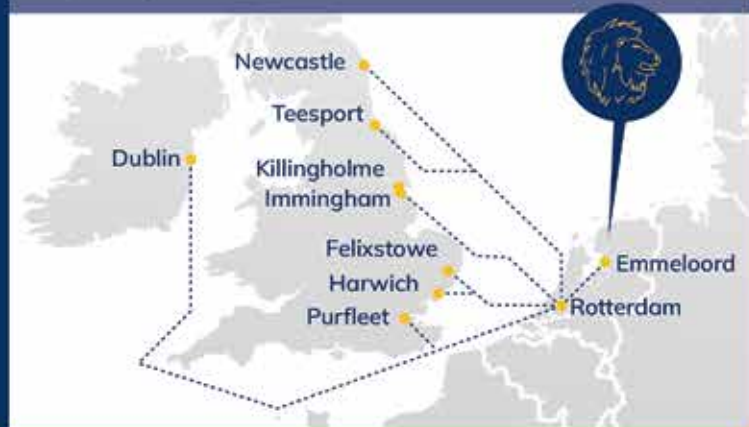 Newcastle
Teesport
Dublin
Killingholme
Immingham
Felixstowe
Harwich
Purfleet
Emmeloord
Rotterdam